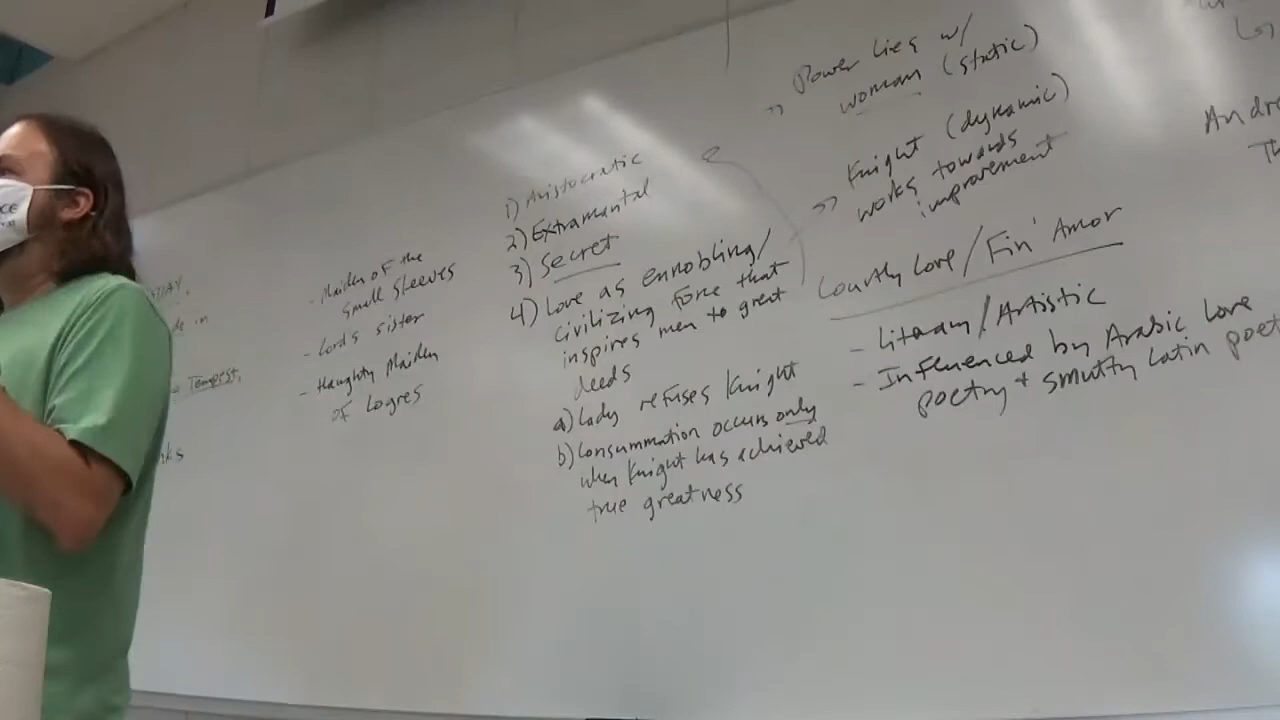 Tempest,
- Maiden of the
Small Sleeves
- Lord's sister
- Haughty Maiden
of Logres
1) Aristocratic
2) Extramarital
3) Secret
4) Love as ennobling/
civilizing force that
inspires men to great
deeds
a) Lady refuses Knight
b) Consummation occurs only
when Knight has achieved
true greatness
" Power lies w/
woman (static)
" Knight (dynamic)
works towards
improvement
Courtly Love/Fin' Amor
- Literary/Artistic
- Influenced by Arabic Love
poetry + smutty Latin poet
Andre
Th